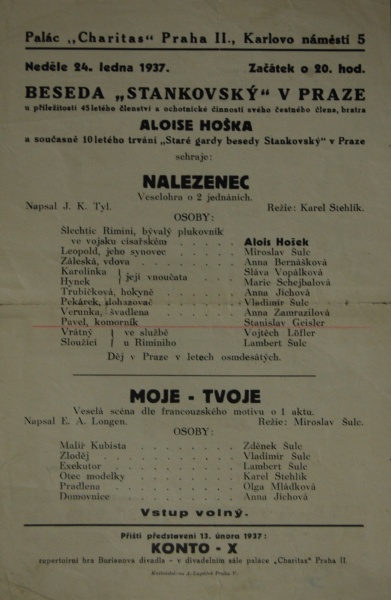 Palác „Charitas“ Praha II., Karlovo náměstí 5
Neděle 24. ledna 1937. Začátek o 20. hod.
BESEDA „STANKOVSKÝ“ V PRAZE
u příležitosti 45letého členství a ochotnické činnosti svého čestného člena, bratra
ALOISE HOŠKA
a současně 10letého trvání „Staré gardy besedy Stankovský“ v Praze
sehraje:
NALEZENEC
Veselohra o 2 jednáních.
Napsal J. K. Tyl. Režie: Karel Stehlík.
OSOBY:
Šlechtic Rimini, bývalý plukovník
ve vojsku císařském . . . . . Alois Hošek
Leopold, jeho synovec . . . . . Miroslav Šulc
Záleská, vdova . . . . . Anna Bernášková
Karolínka } její vnoučata . . . . Sláva Vopálková
Hynek } . . . . Marie Schejbalová
Trubičková, hokyně . . . . . Anna Jíchová
Pekárek, dohazovač . . . . . Vladimír Šulc
Verunka, švadlena . . . . . Anna Zamrazilová
Pavel, komorník . . . . . Stanislav Geisler
Vrátný } ve službě . . . . Vojtěch Löfler
Sloužící } u Riminiho . . . . Lambert Šulc
Děj v Praze v letech osmdesátých.
MOJE - TVOJE
Veselá scéna dle francouzského motivu o 1 aktu.
Napsal E. A. Longen. Režie: Miroslav Šulc.
OSOBY:
Malíř Kubista . . . . . Zdeněk Šulc
Zloděj . . . . . Vladimír Šulc
Exekutor . . . . . Lambert Šulc
Otec modelky . . . . . Karel Stehlík
Pradlena . . . . . Olga Mládková
Domovnice . . . . . Anna Jíchová
Vstup volný.
Příští představení 13. února 1937:
KONTO - X
repertoirní hra Burianova divadla - v divadelním sále paláce „Charitas“ Praha II.
Knihtiskárna